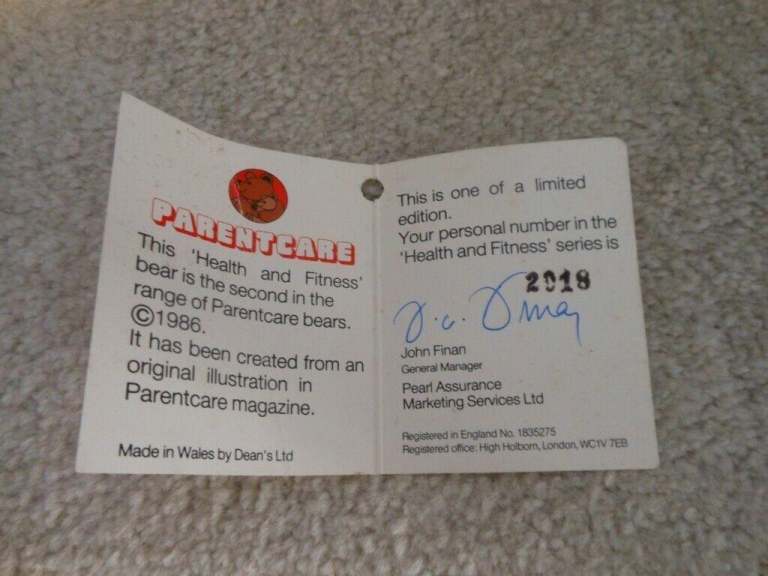 PARENTCARE
This 'Health and Fitness'
bear is the second in the
range of Parentcare bears.
©1986.
It has been created from an
original illustration in
Parentcare magazine.
Made in Wales by Dean's Ltd
This is one of a limited
edition.
Your personal number in the
'Health and Fitness' series is
2918
John Finan
General Manager
Pearl Assurance
Marketing Services Ltd
Registered in England No. 1835275
Registered office: High Holborn, London, WC1V 7EB